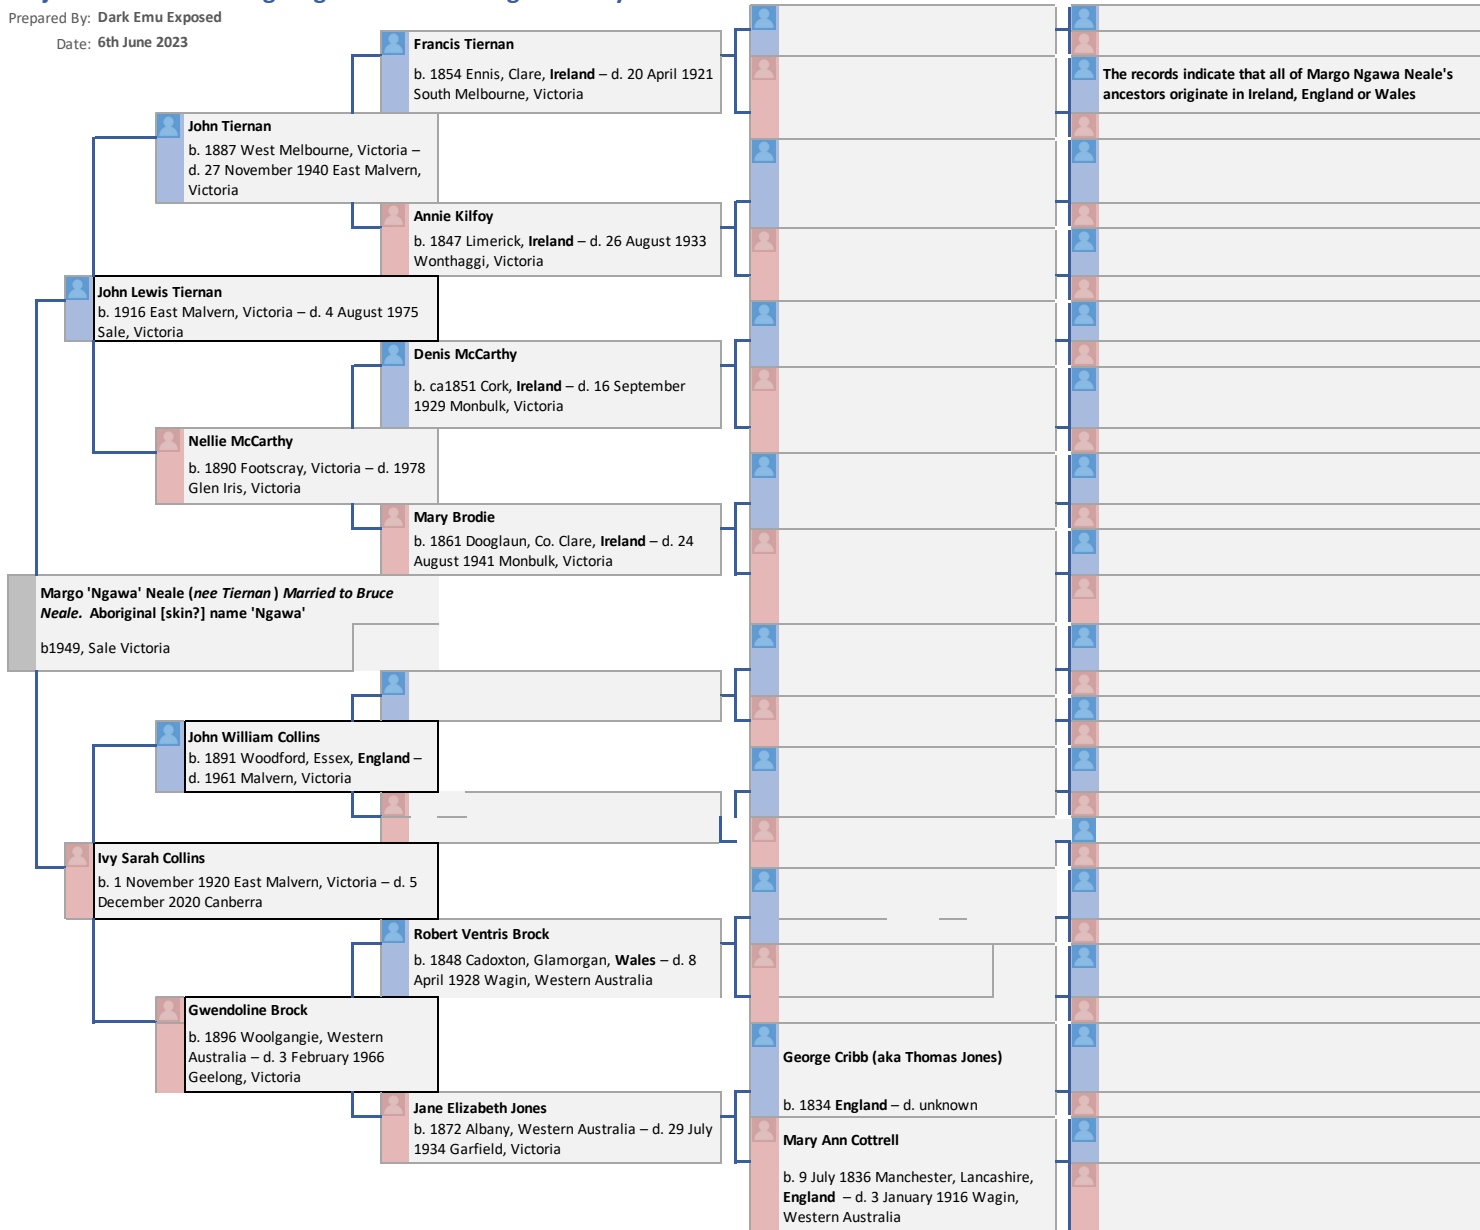 Prepared By: Dark Emu Exposed
Date: 6th June 2023
Francis Tiernan
b. 1854 Ennis, Clare, Ireland – d. 20 April 1921
South Melbourne, Victoria
The records indicate that all of Margo Ngawa Neale's
ancestors originate in Ireland, England or Wales
John Tiernan
b. 1887 West Melbourne, Victoria –
d. 27 November 1940 East Malvern,
Victoria
Annie Kilfoy
b. 1847 Limerick, Ireland – d. 26 August 1933
Wonthaggi, Victoria
John Lewis Tiernan
b. 1916 East Malvern, Victoria – d. 4 August 1975
Sale, Victoria
Denis McCarthy
b. ca1851 Cork, Ireland – d. 16 September
1929 Monbulk, Victoria
Nellie McCarthy
b. 1890 Footscray, Victoria – d. 1978
Glen Iris, Victoria
Mary Brodie
b. 1861 Dooglaun, Co. Clare, Ireland – d. 24
August 1941 Monbulk, Victoria
Margo 'Ngawa' Neale (nee Tiernan ) Married to Bruce
Neale. Aboriginal [skin?] name 'Ngawa'
b1949, Sale Victoria
John William Collins
b. 1891 Woodford, Essex, England –
d. 1961 Malvern, Victoria
Ivy Sarah Collins
b. 1 November 1920 East Malvern, Victoria – d. 5
December 2020 Canberra
Robert Ventris Brock
b. 1848 Cadoxton, Glamorgan, Wales – d. 8
April 1928 Wagin, Western Australia
Gwendoline Brock
b. 1896 Woolgangie, Western
Australia – d. 3 February 1966
Geelong, Victoria
George Cribb (aka Thomas Jones)
b. 1834 England – d. unknown
Jane Elizabeth Jones
b. 1872 Albany, Western Australia – d. 29 July
1934 Garfield, Victoria
Mary Ann Cottrell
b. 9 July 1836 Manchester, Lancashire,
England – d. 3 January 1916 Wagin,
Western Australia